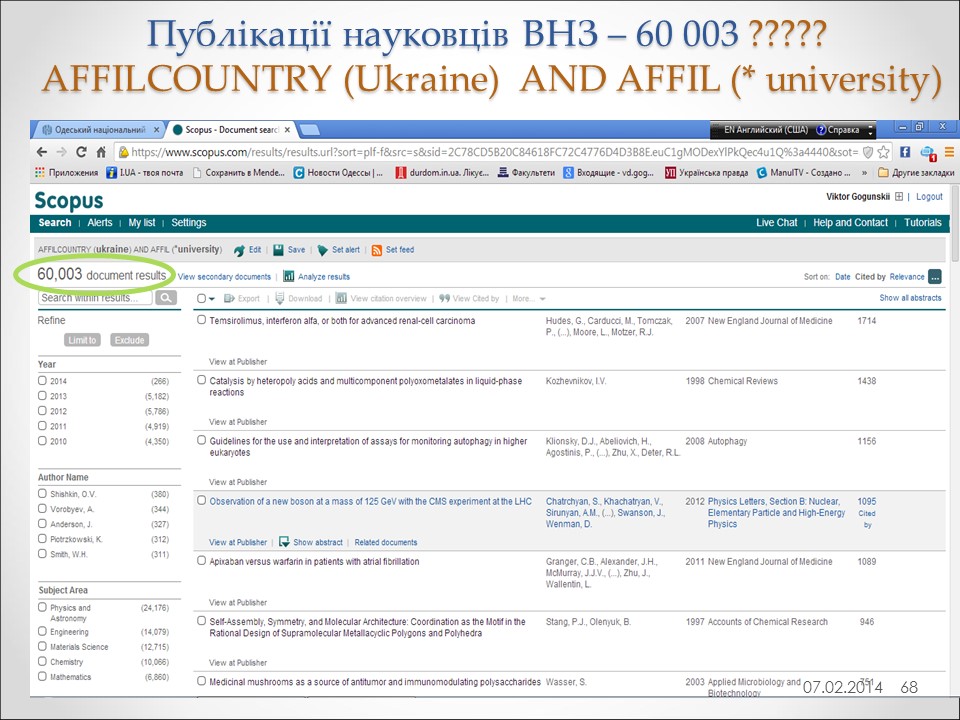 Публікації науковців ВНЗ – 60 003 ?????
AFFILCOUNTRY (Ukraine) AND AFFIL (* university)
Одеський національний × Scopus - Document searc × EN Английский (США) Справка
https://www.scopus.com/results/results.url?sort=plf-f&src=s&sid=2C78CD5B20C84618FC72C4776D4D3B8E.euC1gMODexYlPkQec4u1Q%3a4440&sot=
Приложения I.UA - твоя почта Сохранить в Mende... Новости Одессы |... durdom.in.ua. Лікує... Факультети Входящие - vd.gog... Українська правда ManulTV - Создано ... » Другие закладки
Scopus
Viktor Gogunskii | Logout
Search | Alerts | My list | Settings
Live Chat | Help and Contact | Tutorials
AFFILCOUNTRY (ukraine) AND AFFIL (*university) Edit | Save | Set alert | Set feed
60,003 document results View secondary documents | Analyze results
Sort on: Date Cited by Relevance ...
Search within results...
Export | Download | View citation overview | View Cited by | More...
Show all abstracts
Refine
Limit to Exclude
Year
2014 (266)
2013 (5,182)
2012 (5,786)
2011 (4,919)
2010 (4,350)
Author Name
Shishkin, O.V. (380)
Vorobyev, A. (344)
Anderson, J. (327)
Piotrzkowski, K. (312)
Smith, W.H. (311)
Subject Area
Physics and
Astronomy (24,176)
Engineering (14,079)
Materials Science (12,715)
Chemistry (10,066)
Mathematics (6,860)
Temsirolimus, interferon alfa, or both for advanced renal-cell carcinoma
Hudes, G., Carducci, M., Tomczak,
P., (...), Moore, L., Motzer, R.J.
2007 New England Journal of Medicine 1714
View at Publisher
Catalysis by heteropoly acids and multicomponent polyoxometalates in liquid-phase
reactions
Kozhevnikov, I.V.
1998 Chemical Reviews 1438
View at Publisher
Guidelines for the use and interpretation of assays for monitoring autophagy in higher
eukaryotes
Klionsky, D.J., Abeliovich, H.,
Agostinis, P., (...), Zhu, X., Deter, R.L.
2008 Autophagy 1156
View at Publisher
Observation of a new boson at a mass of 125 GeV with the CMS experiment at the LHC
Chatrchyan, S., Khachatryan, V.,
Sirunyan, A.M., (...), Swanson, J.,
Wenman, D.
2012 Physics Letters, Section B: Nuclear,
Elementary Particle and High-Energy
Physics
1095
Cited
by
View at Publisher | Show abstract | Related documents
Apixaban versus warfarin in patients with atrial fibrillation
Granger, C.B., Alexander, J.H.,
McMurray, J.J.V., (...), Zhu, J.,
Wallentin, L.
2011 New England Journal of Medicine 1089
View at Publisher
Self-Assembly, Symmetry, and Molecular Architecture: Coordination as the Motif in the
Rational Design of Supramolecular Metallacyclic Polygons and Polyhedra
Stang, P.J., Olenyuk, B.
1997 Accounts of Chemical Research 946
View at Publisher
Medicinal mushrooms as a source of antitumor and immunomodulating polysaccharides
Wasser, S.
2003 Applied Microbiology and
Biotechnology
751
07.02.2014 68